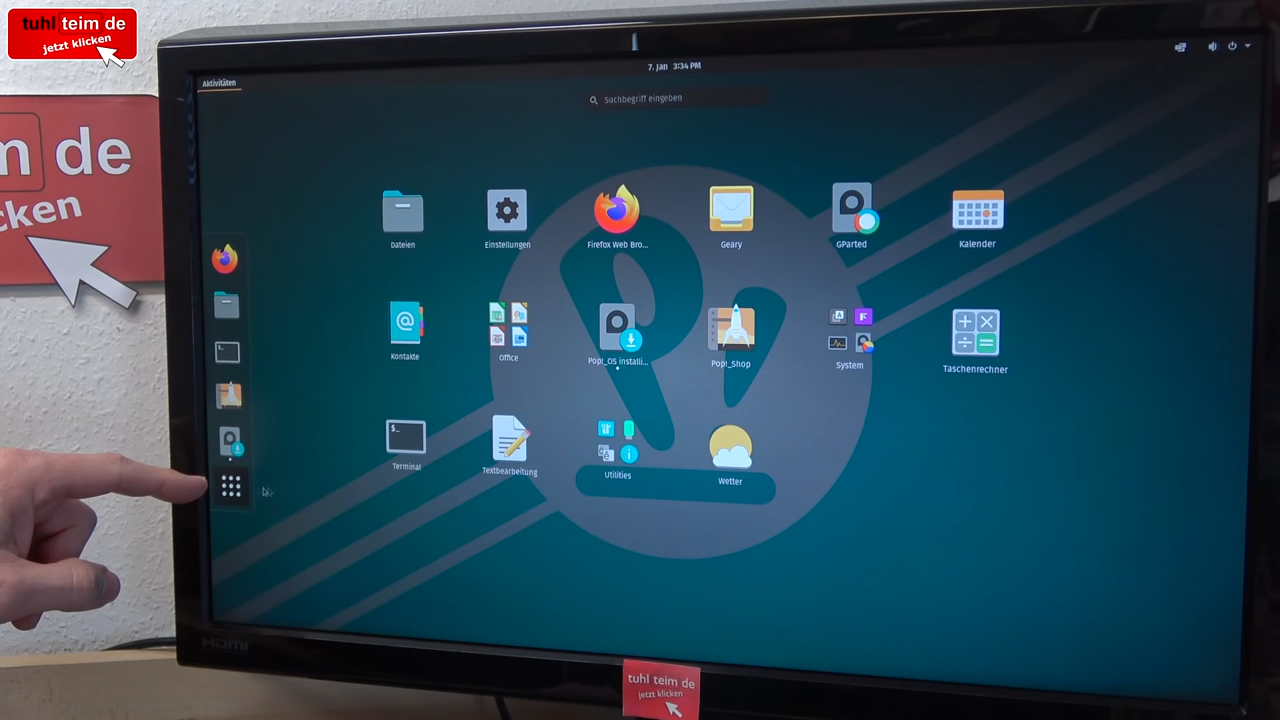 tuhl teim de
jetzt klicken
m de
cken
7. Jan 3:34 PM
Aktivitäten
Suchbegriff eingeben
Dateien
Einstellungen
Firefox Web Bro...
Geary
GParted
Kalender
Kontakte
Office
Pop!_OS installi...
Pop!_Shop
System
Taschenrechner
Terminal
Textbearbeitung
Utilities
Wetter
HDMI
tuhl teim de
jetzt klicken